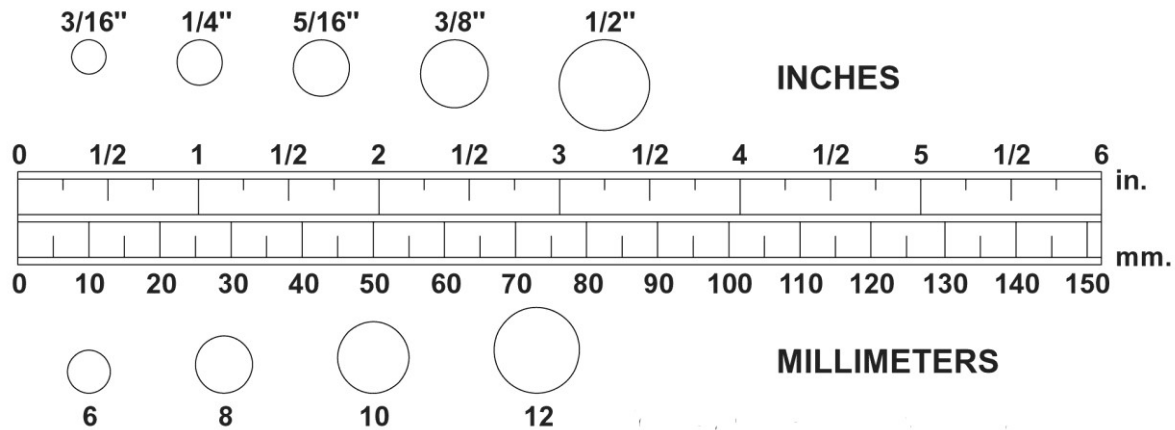 3/16" 1/4" 5/16" 3/8" 1/2"
INCHES
0 1/2 1 1/2 2 1/2 3 1/2 4 1/2 5 1/2 6
in.
mm.
0 10 20 30 40 50 60 70 80 90 100 110 120 130 140 150
MILLIMETERS
6 8 10 12